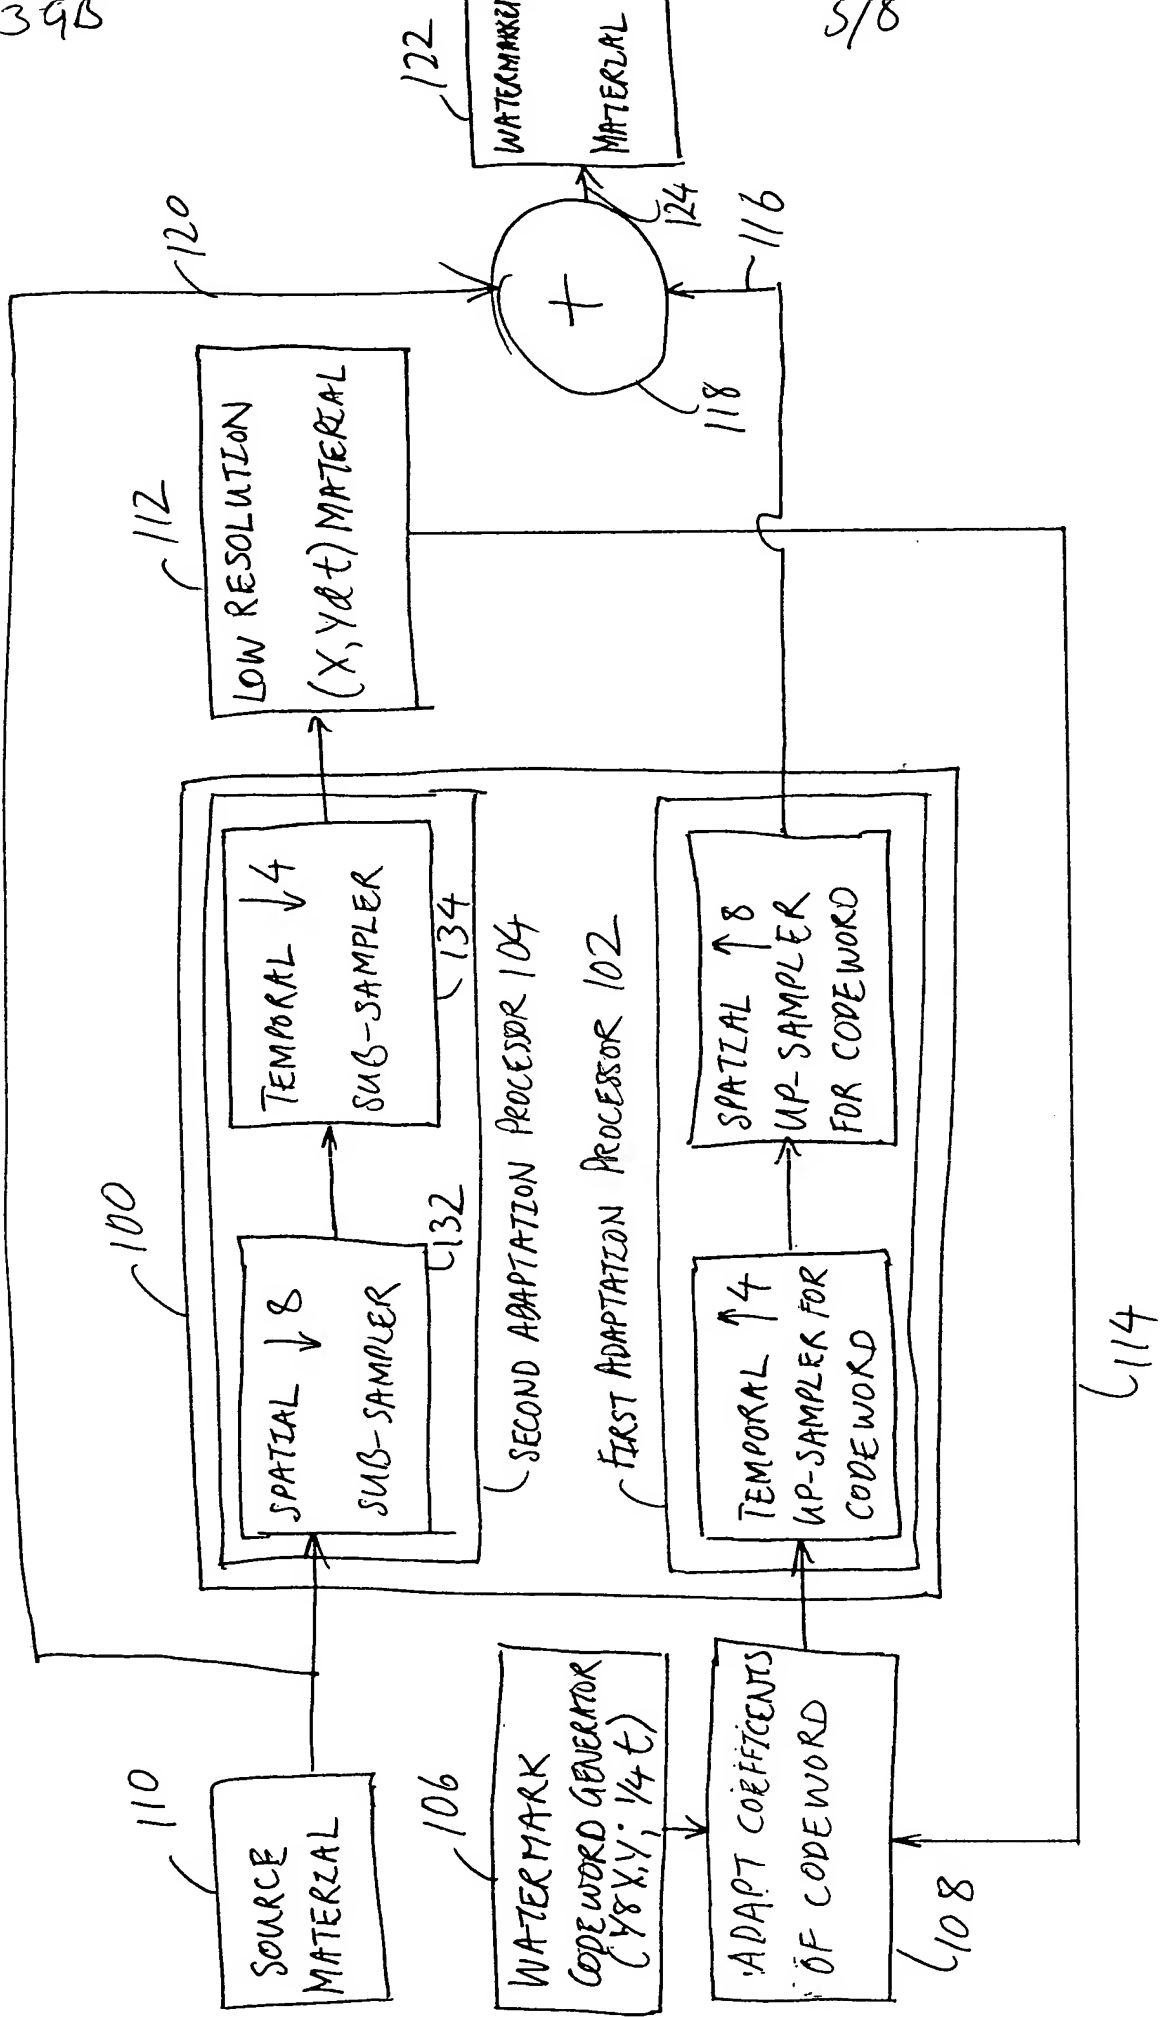 39B
5/8
110
SOURCE
MATERIAL
120
100
SPATIAL ↓8
SUB-SAMPLER
132
TEMPORAL ↓4
SUB-SAMPLER
134
SECOND ADAPTATION PROCESSOR 104
112
LOW RESOLUTION
(X,Y&t) MATERIAL
106
WATERMARK
CODEWORD GENERATOR
(1/8 X,Y; 1/4 t)
FIRST ADAPTATION PROCESSOR 102
ADAPT COEFFICENTS
OF CODEWORD
108
TEMPORAL ↑4
UP-SAMPLER FOR
CODEWORD
SPATIAL ↑8
UP-SAMPLER
FOR CODEWORD
114
116
118
+
124
122
WATERMARKE
MATERIAL